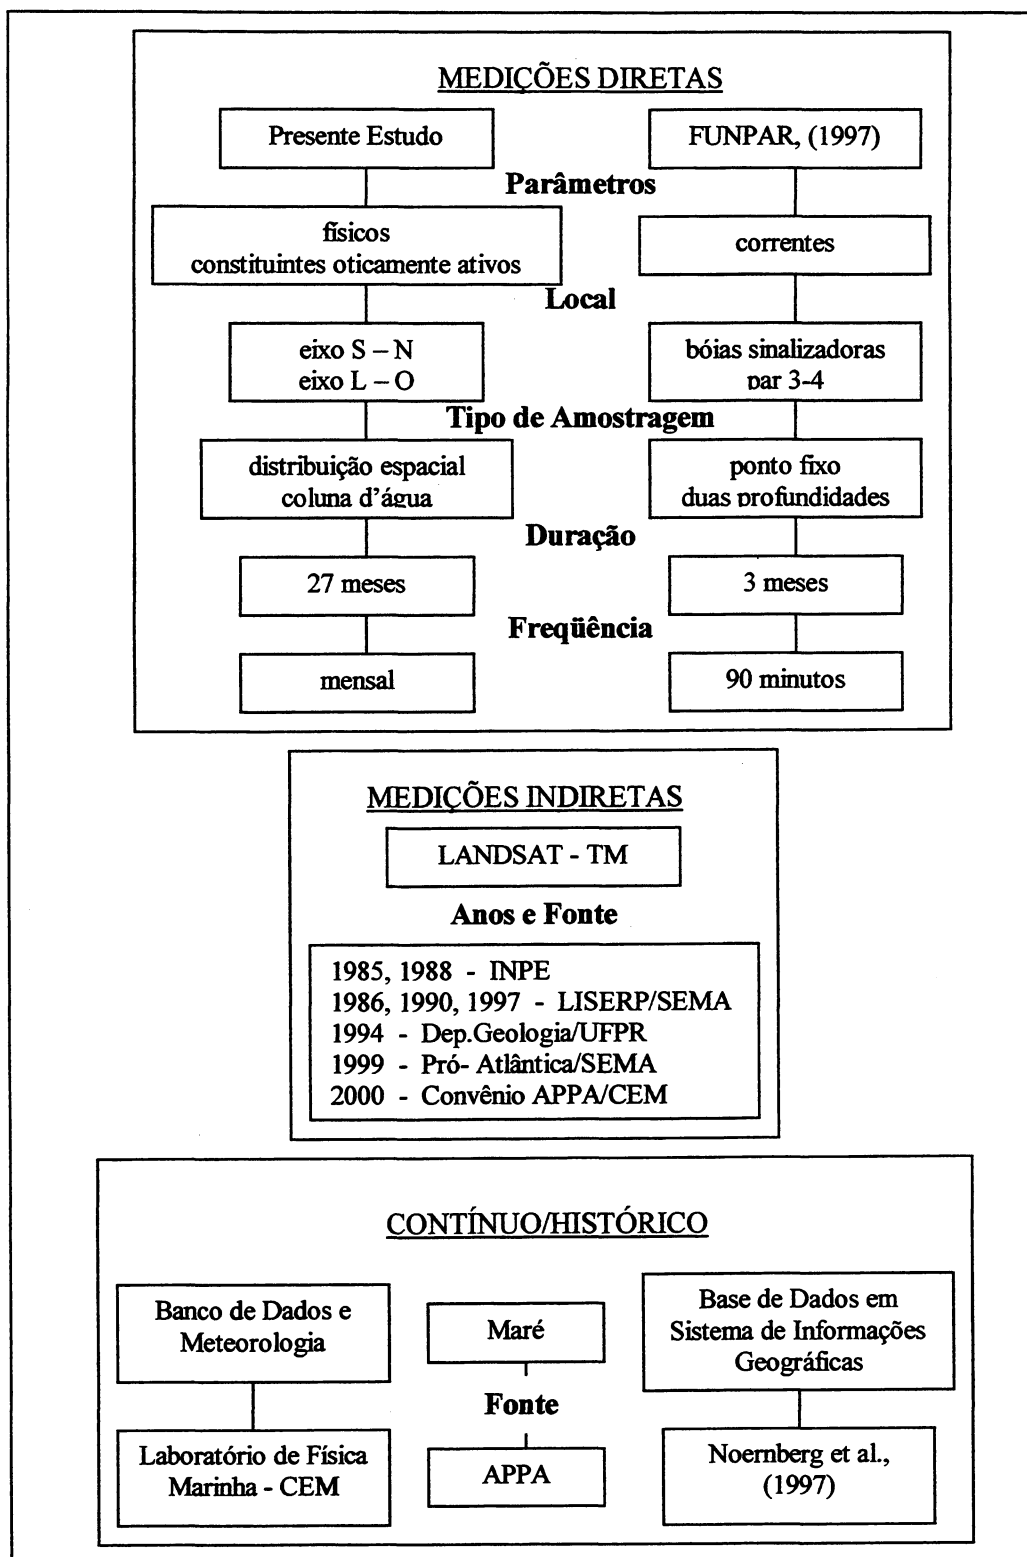 MEDIÇÕES DIRETAS
Presente Estudo
FUNPAR, (1997)
Parâmetros
físicos
constituintes oticamente ativos
correntes
Local
eixo S – N
eixo L – O
bóias sinalizadoras
par 3-4
Tipo de Amostragem
distribuição espacial
coluna d'água
ponto fixo
duas profundidades
Duração
27 meses
3 meses
Freqüência
mensal
90 minutos
MEDIÇÕES INDIRETAS
LANDSAT - TM
Anos e Fonte
1985, 1988 - INPE
1986, 1990, 1997 - LISERP/SEMA
1994 - Dep.Geologia/UFPR
1999 - Pró- Atlântica/SEMA
2000 - Convênio APPA/CEM
CONTÍNUO/HISTÓRICO
Banco de Dados e
Meteorologia
Maré
Base de Dados em
Sistema de Informações
Geográficas
Fonte
Laboratório de Física
Marinha - CEM
APPA
Noernberg et al.,
(1997)